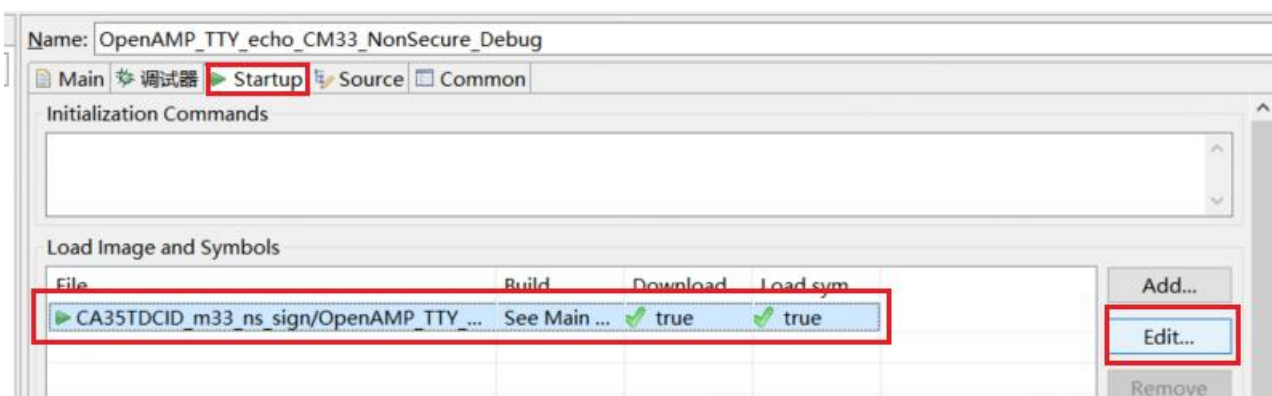 Name: OpenAMP_TTY_echo_CM33_NonSecure_Debug
Main 调试器 Startup Source Common
Initialization Commands
Load Image and Symbols
File Build Download Load sym Add...
CA35TDCID_m33_ns_sign/OpenAMP_TTY_... See Main ... true true
Edit...
Remove